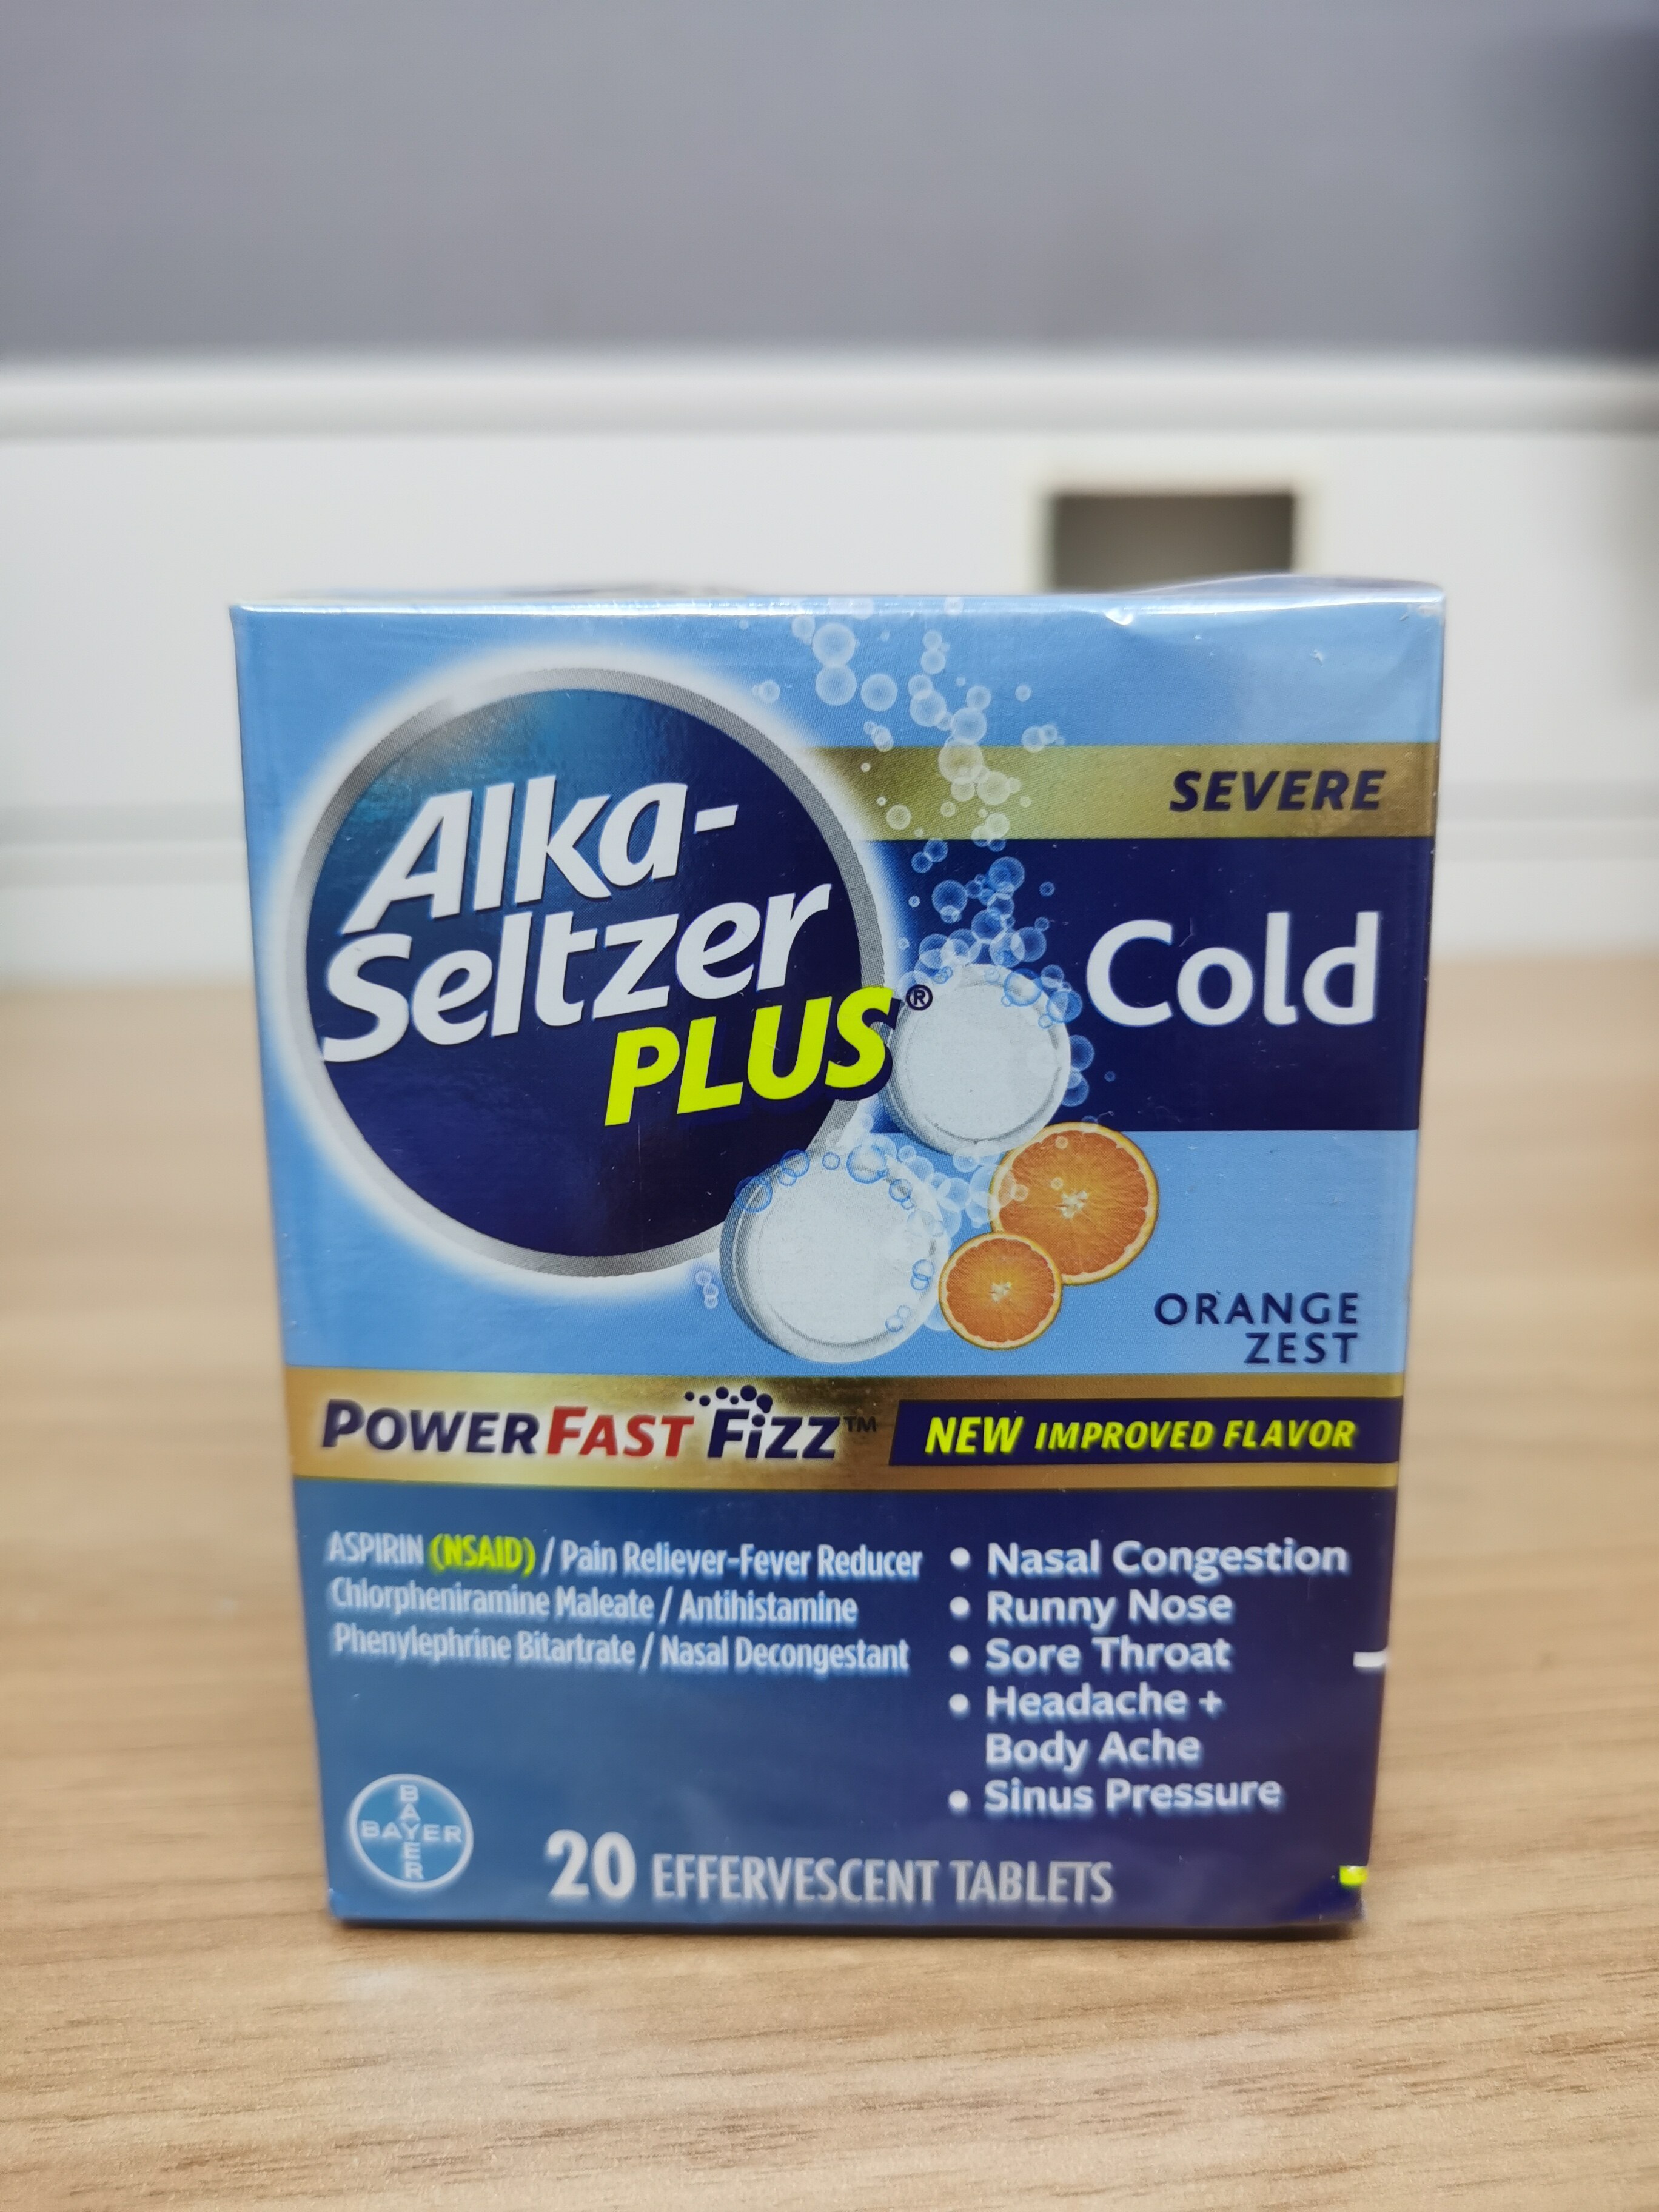 Alka-
Seltzer
PLUS®
SEVERE
Cold
ORANGE
ZEST
POWERFAST FIZZ™
NEW IMPROVED FLAVOR
ASPIRIN (NSAID) / Pain Reliever-Fever Reducer
Chlorpheniramine Maleate / Antihistamine
Phenylephrine Bitartrate / Nasal Decongestant
• Nasal Congestion
• Runny Nose
• Sore Throat
• Headache +
Body Ache
• Sinus Pressure
BAYER
BAYER
20 EFFERVESCENT TABLETS